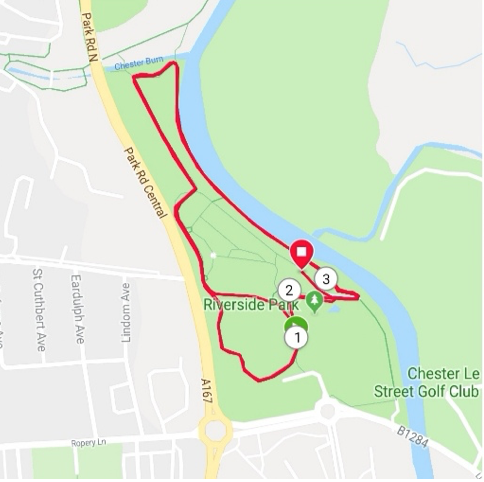 Park Rd N
Chester Burn
Park Rd Central
St Cuthbert Ave
Eardulph Ave
Lindon Ave
3
2
Riverside Park
1
Chester Le
Street Golf Club
A167
B1284
Ropery Ln